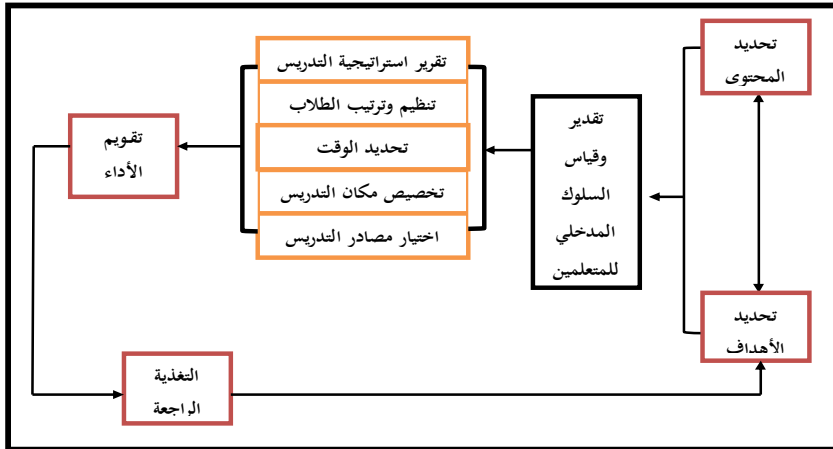 تحديد
المحتوى
تقدير
وقياس
السلوك
المدخلي
للمتعلمين
تقرير استراتيجية التدريس
تنظيم وترتيب الطلاب
تحديد الوقت
تخصيص مكان التدريس
اختيار مصادر التدريس
تقويم
الأداء
تحديد
الأهداف
التغذية
الراجعة